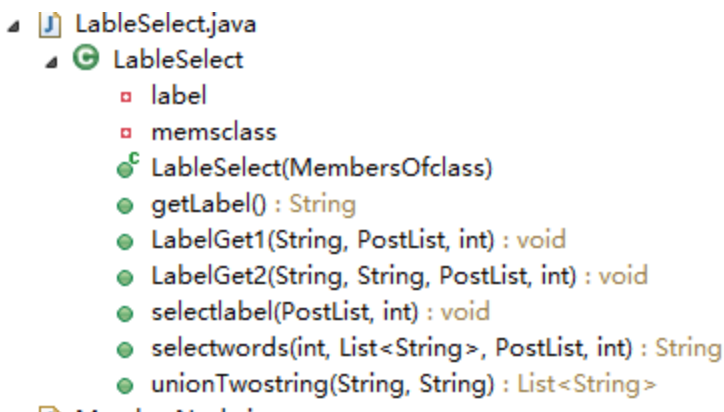 LableSelect.java
LableSelect
label
memsclass
LableSelect(MembersOfclass)
getLabel() : String
LabelGet1(String, PostList, int) : void
LabelGet2(String, String, PostList, int) : void
selectlabel(PostList, int) : void
selectwords(int, List<String>, PostList, int) : String
unionTwostring(String, String) : List<String>